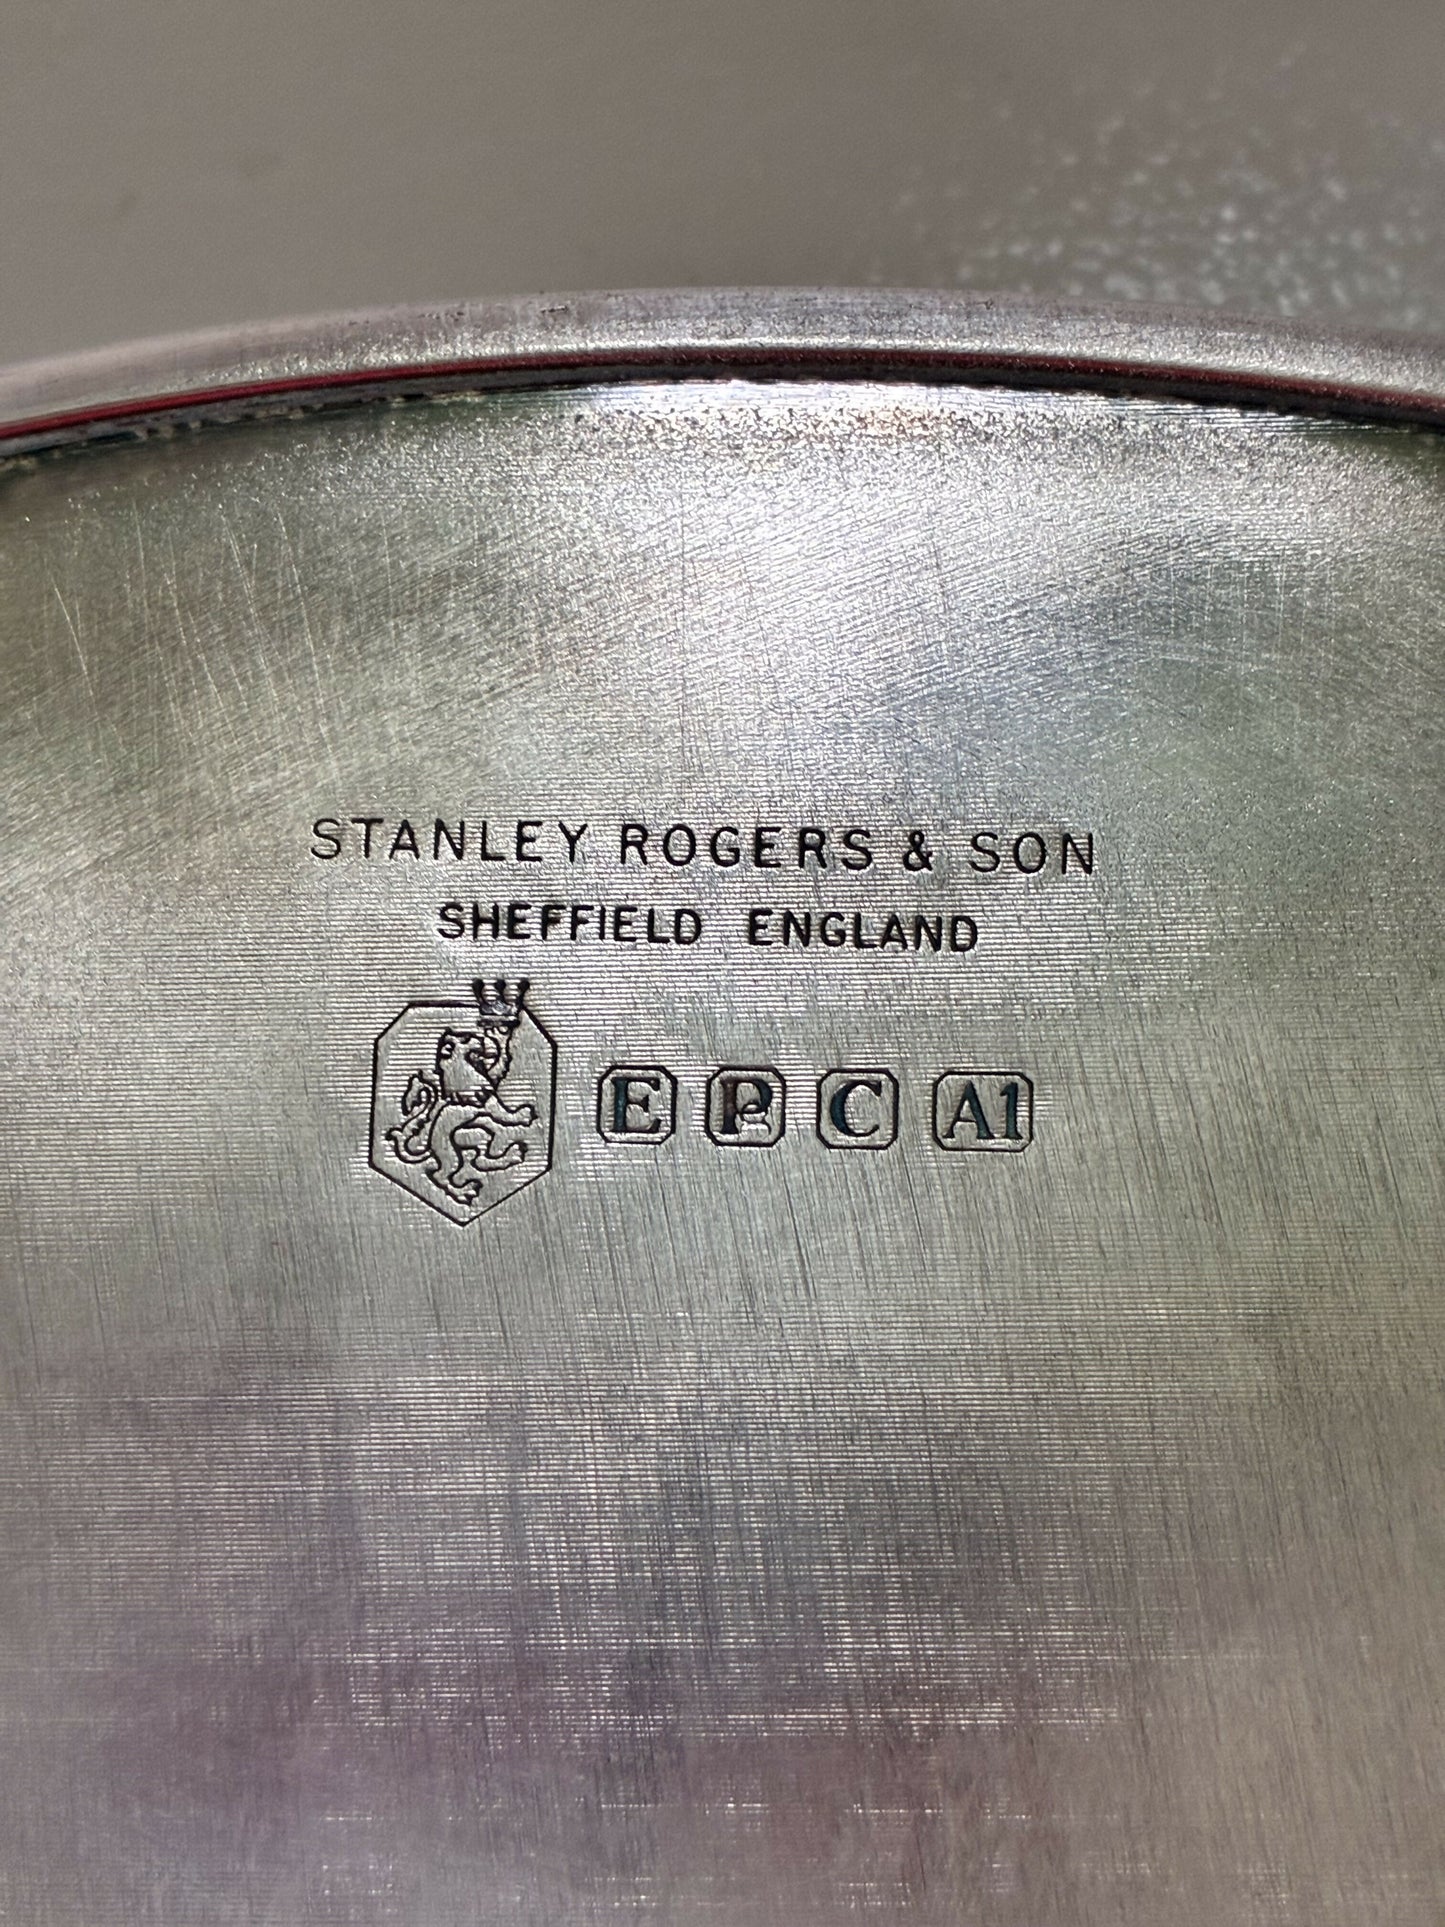 STANLEY ROGERS & SON
SHEFFIELD ENGLAND
E P C A1